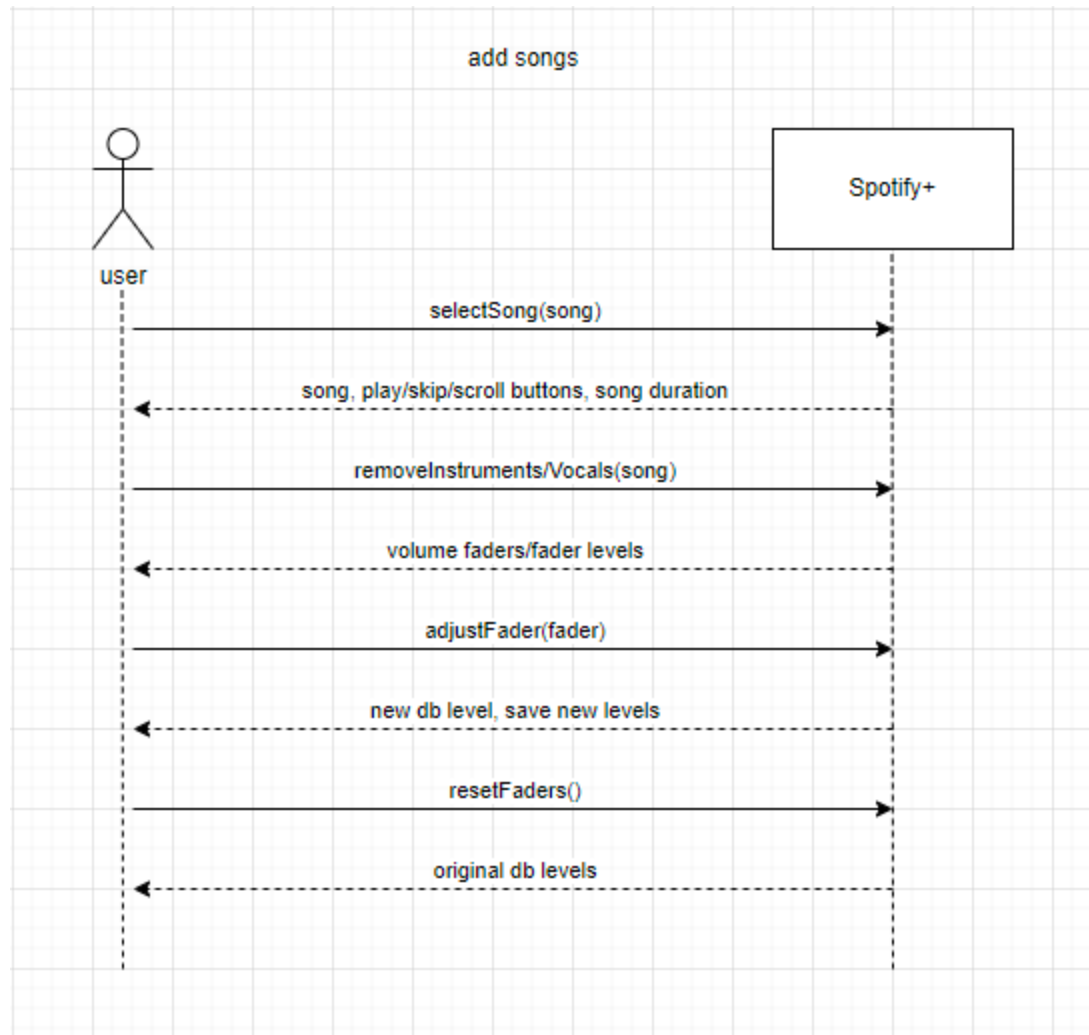 add songs
Spotify+
user
selectSong(song)
song, play/skip/scroll buttons, song duration
removeInstruments/Vocals(song)
volume faders/fader levels
adjustFader(fader)
new db level, save new levels
resetFaders()
original db levels